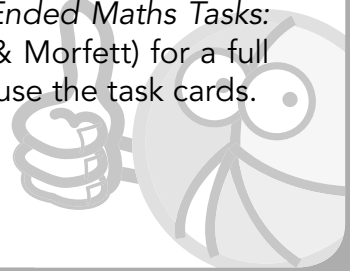 Ended Maths Tasks:
& Morfett) for a full
use the task cards.